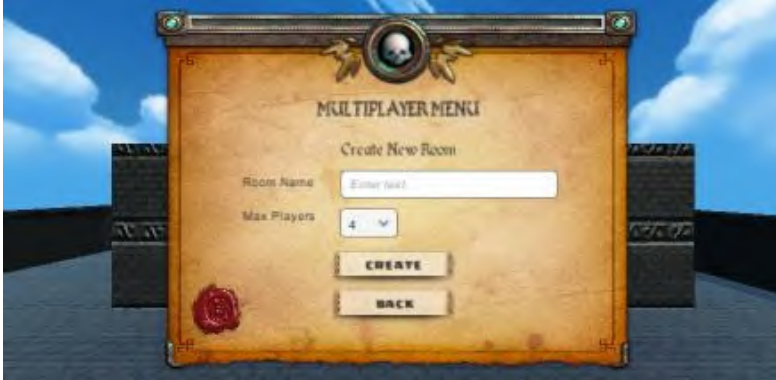 MULTIPLAYER MENU
Create New Room
Room Name
Enter text...
Max Players
4
CREATE
BACK